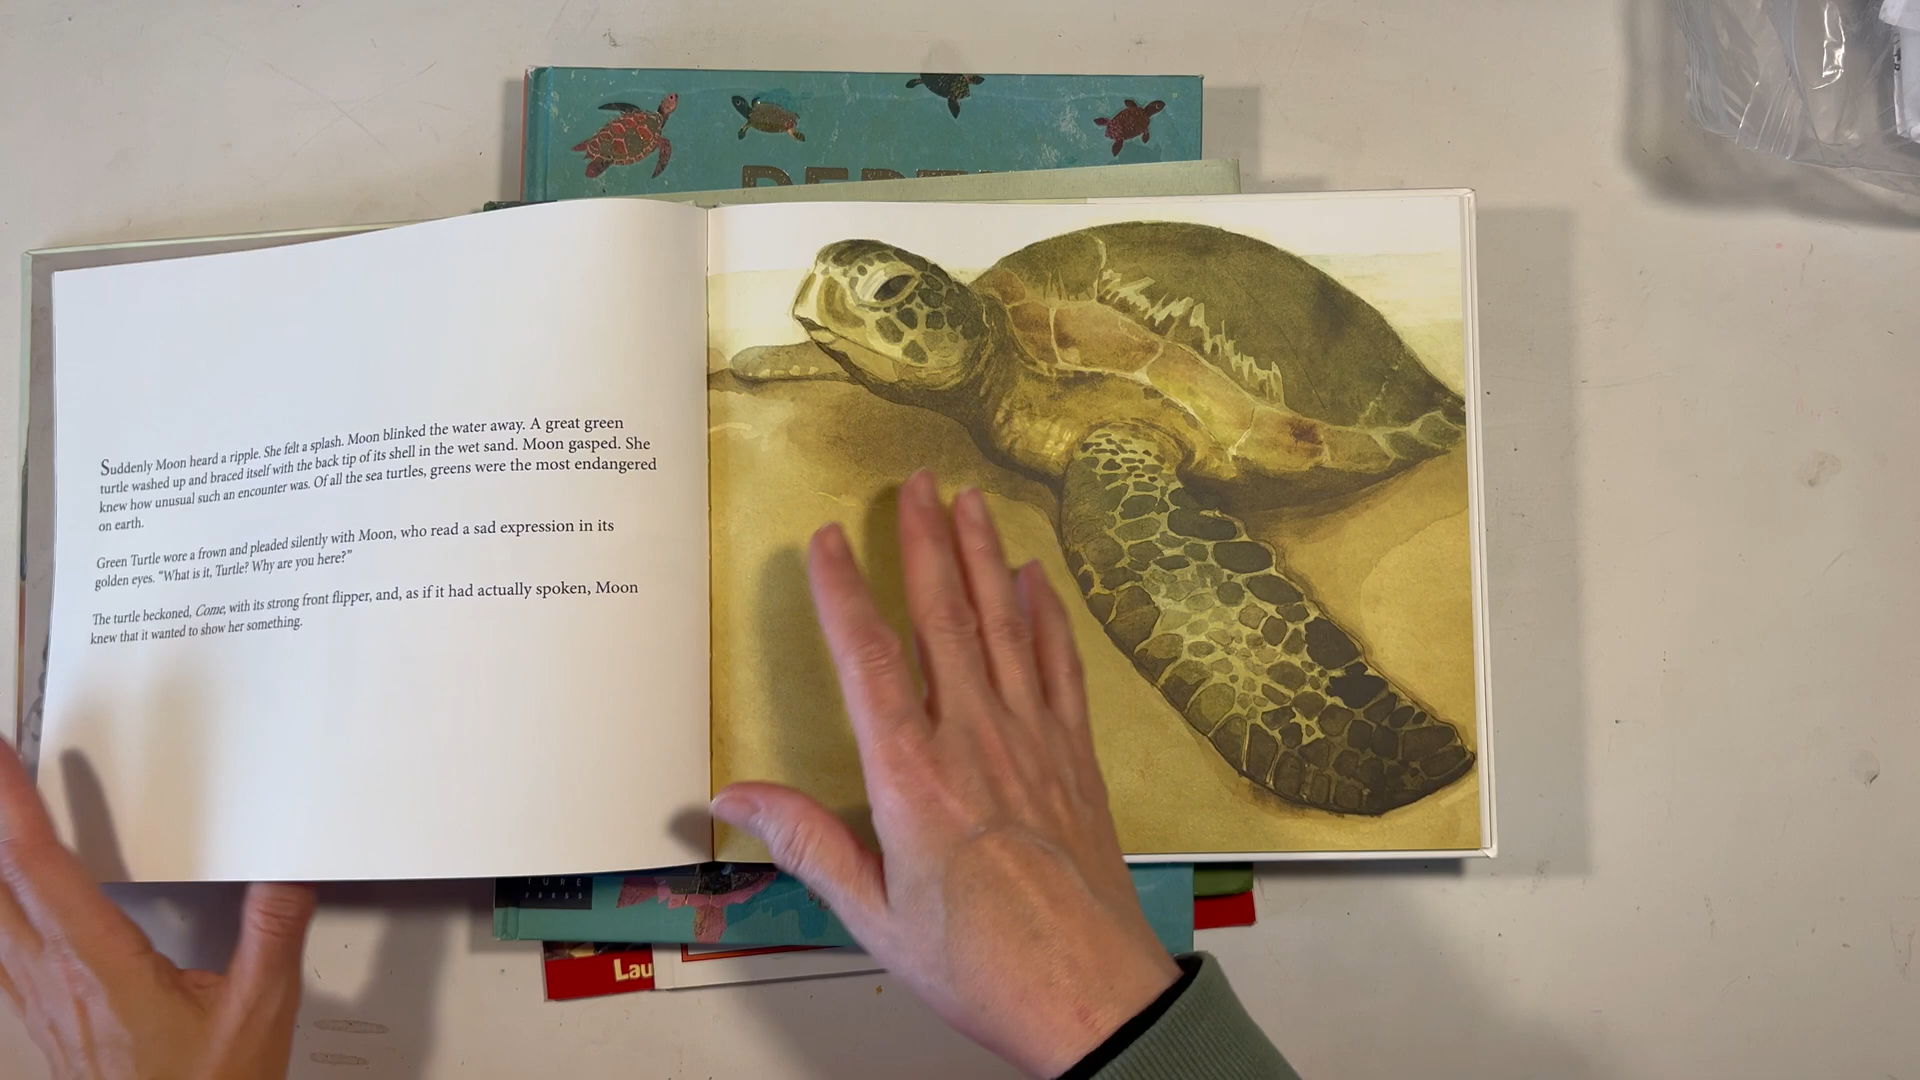 Suddenly Moon heard a ripple. She felt a splash. Moon blinked the water away. A great green
turtle washed up and braced itself with the back tip of its shell in the wet sand. Moon gasped. She
knew how unusual such an encounter was. Of all the sea turtles, greens were the most endangered
on earth.
Green Turtle wore a frown and pleaded silently with Moon, who read a sad expression in its
golden eyes. “What is it, Turtle? Why are you here?”
The turtle beckoned, Come, with its strong front flipper, and, as if it had actually spoken, Moon
knew that it wanted to show her something.
TURE
PRESS
Lau